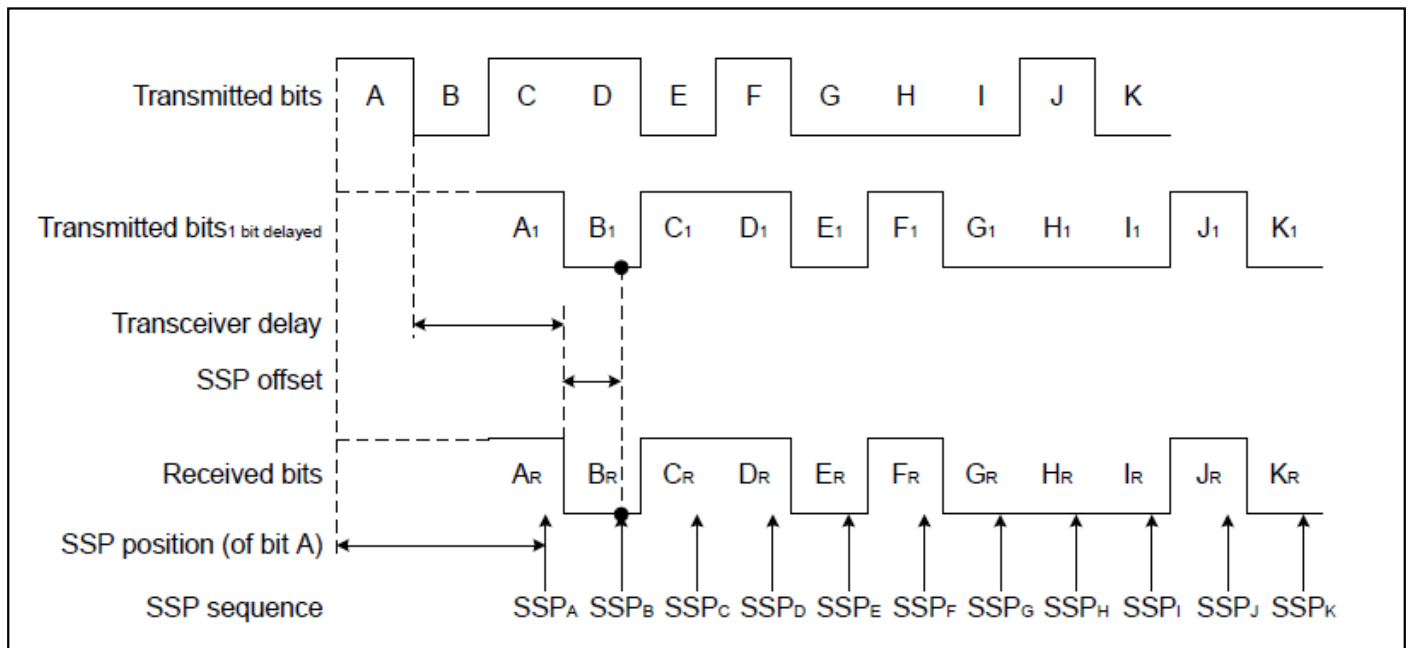 Transmitted bits A B C D E F G H I J K
Transmitted bits1 bit delayed A1 B1 C1 D1 E1 F1 G1 H1 I1 J1 K1
Transceiver delay
SSP offset
Received bits AR BR CR DR ER FR GR HR IR JR KR
SSP position (of bit A)
SSP sequence SSPA SSPB SSPC SSPD SSPE SSPF SSPG SSPH SSPI SSPJ SSPK